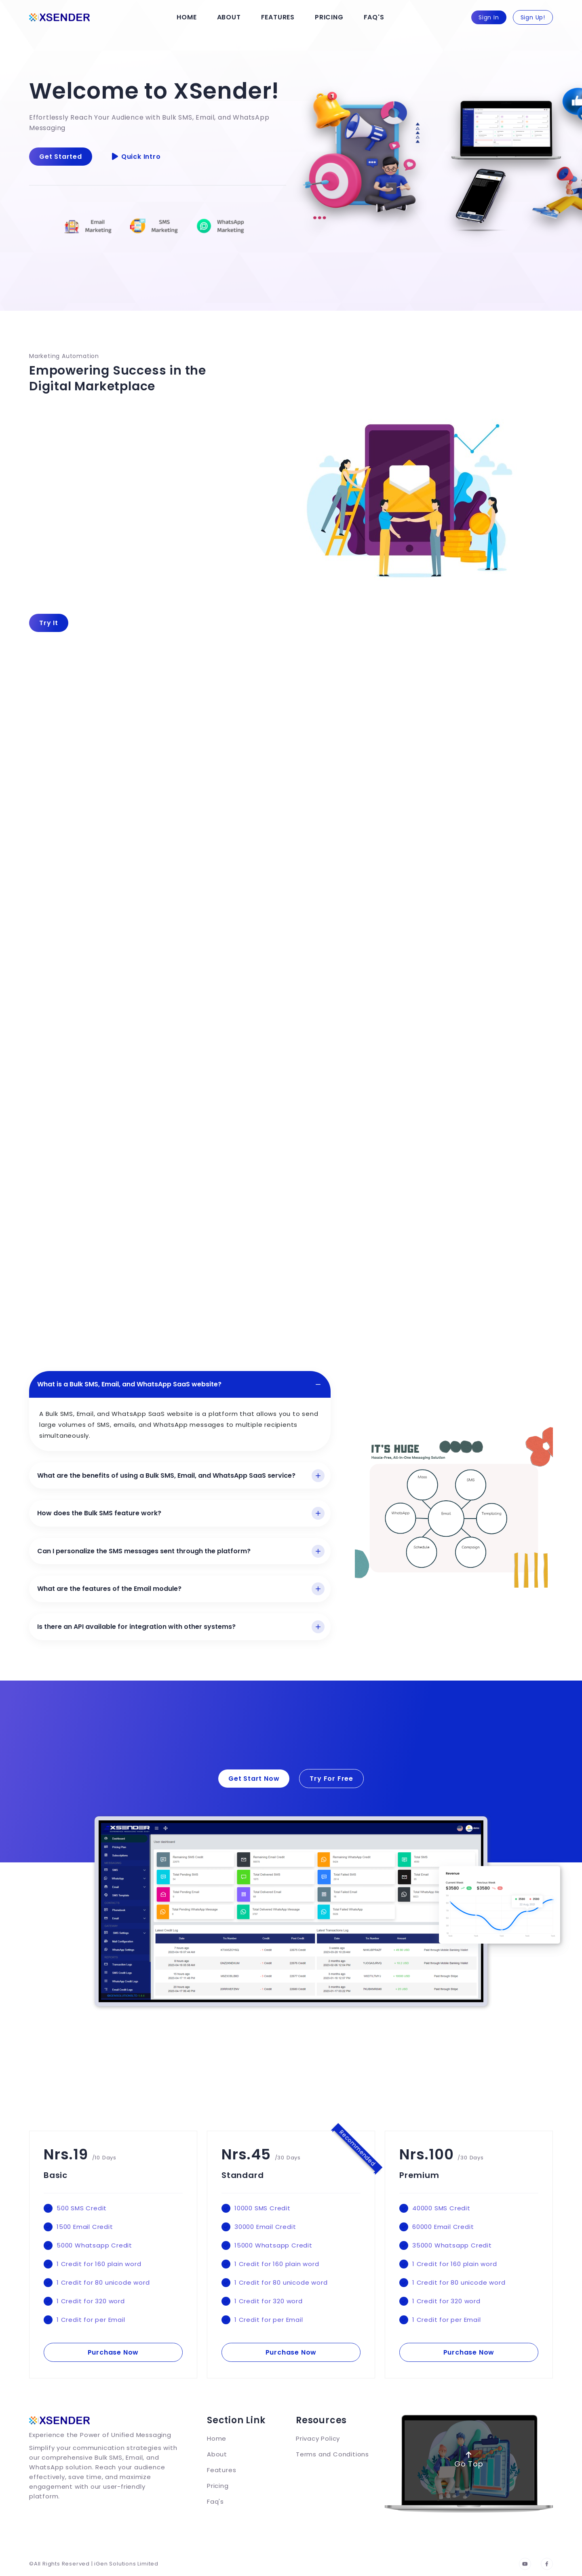 XSENDER
HOME
ABOUT
FEATURES
PRICING
FAQ'S
Sign In
Sign Up!
Welcome to XSender!
Effortlessly Reach Your Audience with Bulk SMS, Email, and WhatsApp
Messaging
Get Started
Quick Intro
Email
Marketing
SMS
Marketing
WhatsApp
Marketing
Marketing Automation
Empowering Success in the
Digital Marketplace
Try It
What is a Bulk SMS, Email, and WhatsApp SaaS website?
A Bulk SMS, Email, and WhatsApp SaaS website is a platform that allows you to send
large volumes of SMS, emails, and WhatsApp messages to multiple recipients
simultaneously.
What are the benefits of using a Bulk SMS, Email, and WhatsApp SaaS service?
How does the Bulk SMS feature work?
Can I personalize the SMS messages sent through the platform?
What are the features of the Email module?
Is there an API available for integration with other systems?
IT'S HUGE
Hassle-Free, All-in-One Messaging Solution
SMS
WhatsApp
Email
Schedule
Campaign
Get Start Now
Try For Free
XSENDER
Revenue
Nrs.19 /10 Days
Basic
500 SMS Credit
1500 Email Credit
5000 Whatsapp Credit
1 Credit for 160 plain word
1 Credit for 80 unicode word
1 Credit for 320 word
1 Credit for per Email
Purchase Now
Recommended
Nrs.45 /30 Days
Standard
10000 SMS Credit
30000 Email Credit
15000 Whatsapp Credit
1 Credit for 160 plain word
1 Credit for 80 unicode word
1 Credit for 320 word
1 Credit for per Email
Purchase Now
Nrs.100 /30 Days
Premium
40000 SMS Credit
60000 Email Credit
35000 Whatsapp Credit
1 Credit for 160 plain word
1 Credit for 80 unicode word
1 Credit for 320 word
1 Credit for per Email
Purchase Now
XSENDER
Experience the Power of Unified Messaging
Simplify your communication strategies with
our comprehensive Bulk SMS, Email, and
WhatsApp solution. Reach your audience
effectively, save time, and maximize
engagement with our user-friendly
platform.
Section Link
Home
About
Features
Pricing
Faq's
Resources
Privacy Policy
Terms and Conditions
Go Top
©All Rights Reserved | iGen Solutions Limited